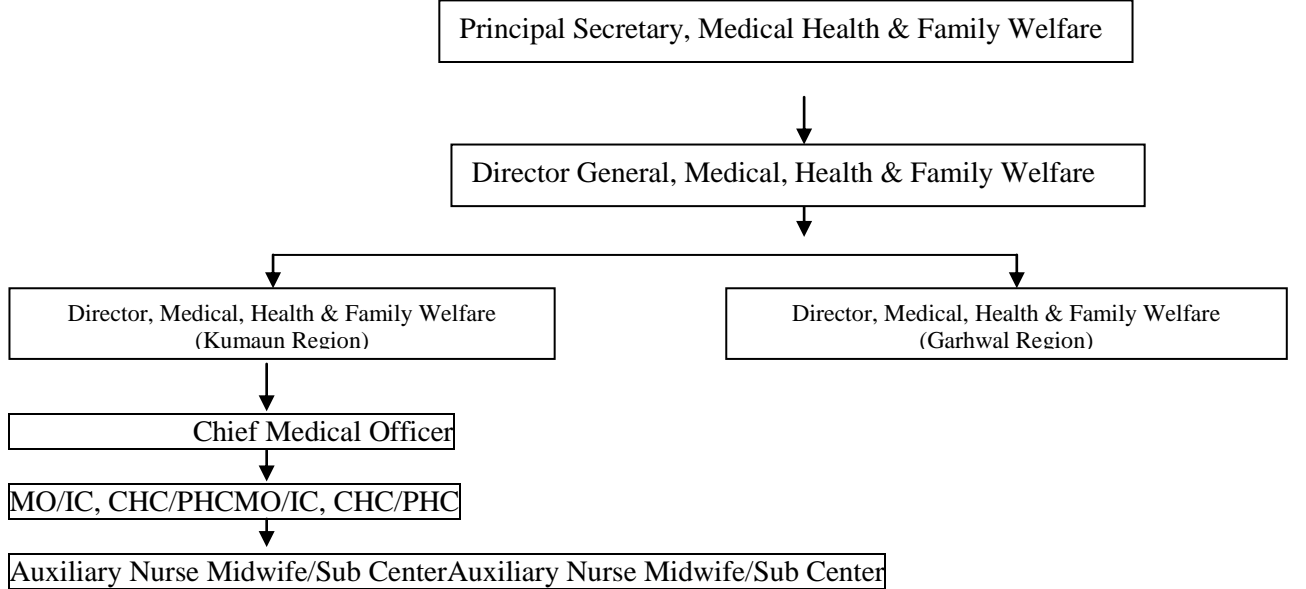 Principal Secretary, Medical Health & Family Welfare
Director General, Medical, Health & Family Welfare
Director, Medical, Health & Family Welfare
(Kumaun Region)
Director, Medical, Health & Family Welfare
(Garhwal Region)
Chief Medical Officer
MO/IC, CHC/PHCMO/IC, CHC/PHC
Auxiliary Nurse Midwife/Sub CenterAuxiliary Nurse Midwife/Sub Center